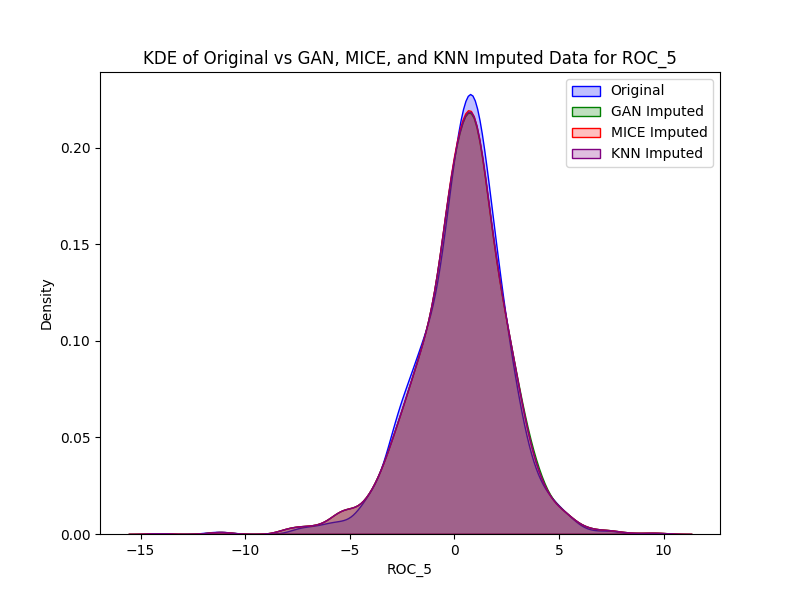 KDE of Original vs GAN, MICE, and KNN Imputed Data for ROC_5
Original
GAN Imputed
MICE Imputed
KNN Imputed
0.20
0.15
0.10
0.05
0.00
Density
−15
−10
−5
0
5
10
ROC_5